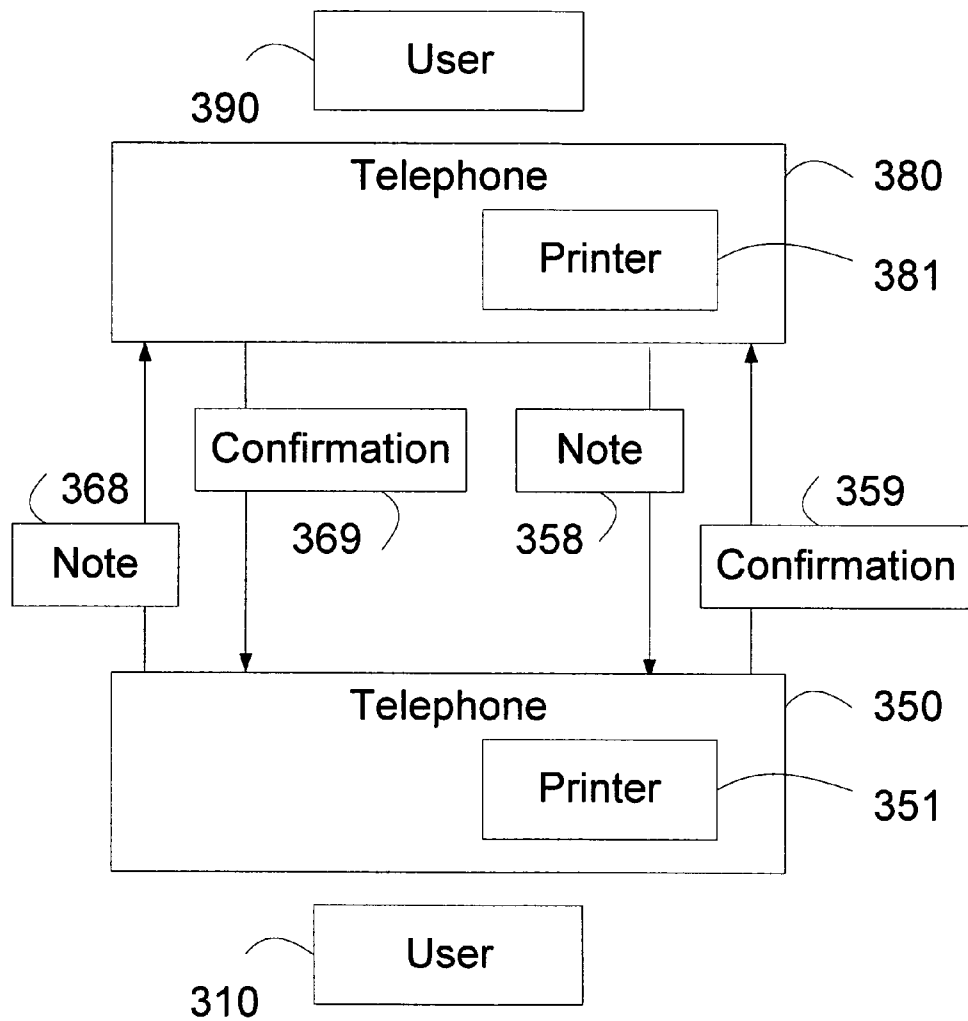 User
390
Telephone
380
Printer
381
Confirmation
Note
368
369
358
359
Note
Confirmation
Telephone
350
Printer
351
User
310